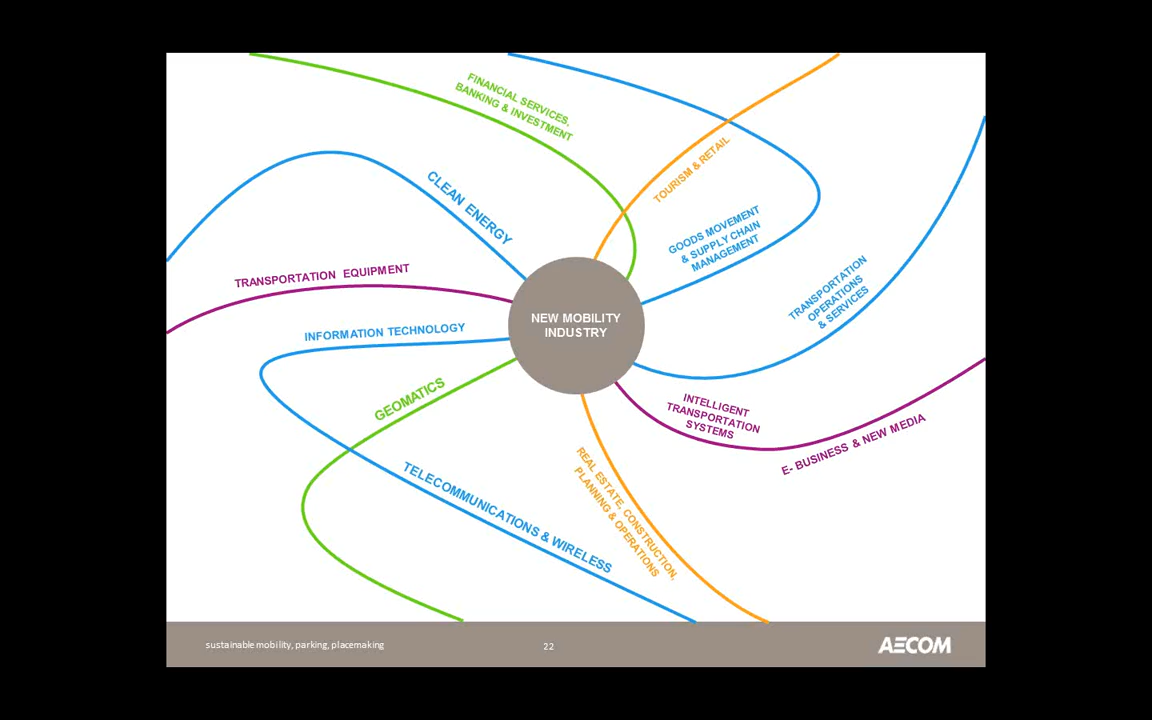 FINANCIAL SERVICES,
BANKING & INVESTMENT
TOURISM & RETAIL
CLEAN ENERGY
GOODS MOVEMENT
& SUPPLY CHAIN
MANAGEMENT
TRANSPORTATION EQUIPMENT
TRANSPORTATION
OPERATIONS
& SERVICES
NEW MOBILITY
INDUSTRY
INFORMATION TECHNOLOGY
GEOMATICS
INTELLIGENT
TRANSPORTATION
SYSTEMS
E- BUSINESS & NEW MEDIA
TELECOMMUNICATIONS & WIRELESS
REAL ESTATE, CONSTRUCTION,
PLANNING & OPERATIONS
sustainable mobility, parking, placemaking
22
AECOM